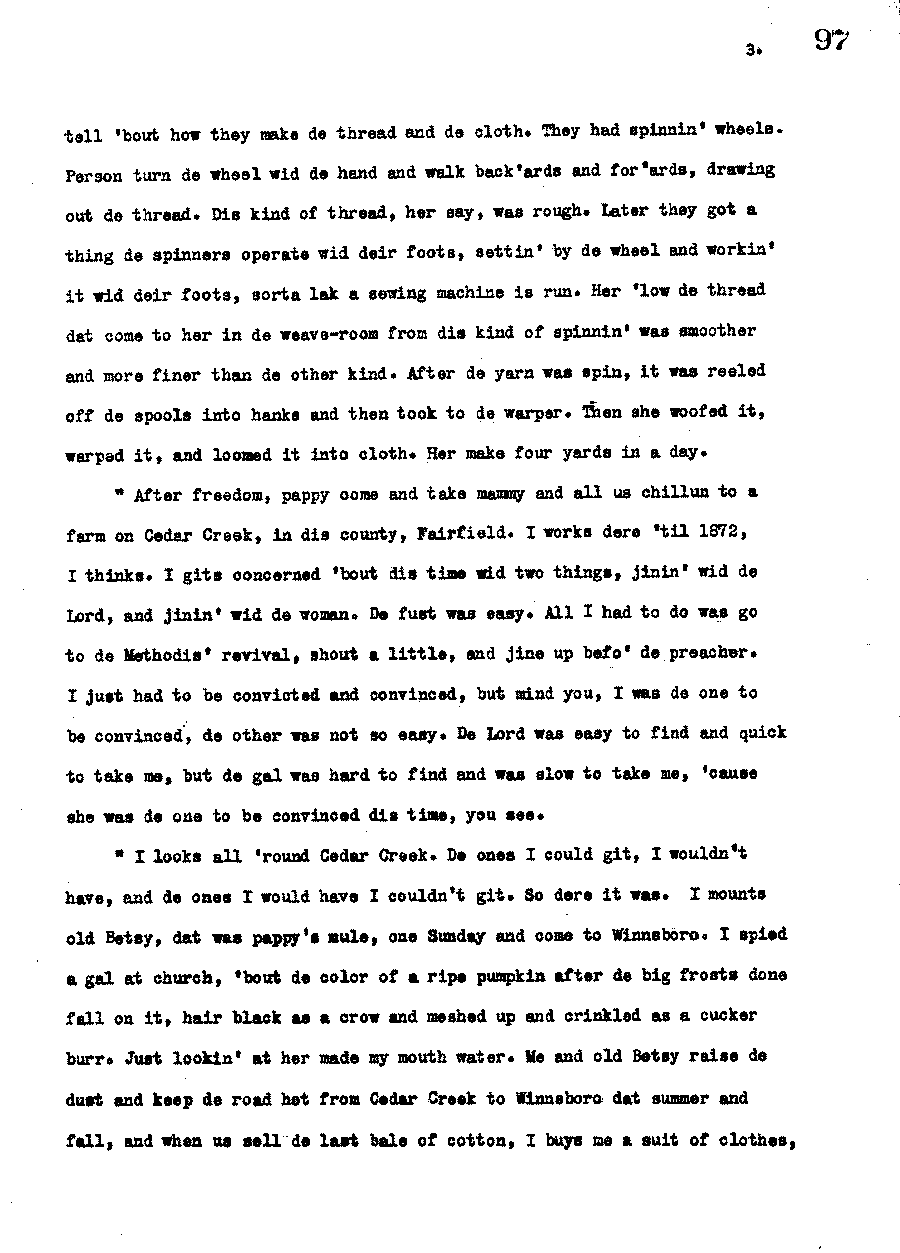 3. 97
tell 'bout how they make de thread and de cloth. They had spinnin' wheels.
Person turn de wheel wid de hand and walk back'ards and for'ards, drawing
out de thread. Dis kind of thread, her say, was rough. Later they got a
thing de spinners operate wid deir foots, settin' by de wheel and workin'
it wid deir foots, sorta lak a sewing machine is run. Her 'low de thread
dat come to her in de weave-room from dis kind of spinnin' was smoother
and more finer than de other kind. After de yarn was spin, it was reeled
off de spools into hanks and then took to de warper. Then she woofed it,
warped it, and loomed it into cloth. Her make four yards in a day.
" After freedom, pappy come and take mammy and all us chillun to a
farm on Cedar Creek, in dis county, Fairfield. I works dere 'til 1872,
I thinks. I gits concerned 'bout dis time wid two things, jinin' wid de
Lord, and jinin' wid de woman. De fust was easy. All I had to do was go
to de Methodis' revival, shout a little, and jine up befo' de preacher.
I just had to be convicted and convinced, but mind you, I was de one to
be convinced, de other was not so easy. De Lord was easy to find and quick
to take me, but de gal was hard to find and was slow to take me, 'cause
she was de one to be convinced dis time, you see.
" I looks all 'round Cedar Creek. De ones I could git, I wouldn't
have, and de ones I would have I couldn't git. So dere it was. I mounts
old Betsy, dat was pappy's mule, one Sunday and come to Winnsboro. I spied
a gal at church, 'bout de color of a ripe pumpkin after de big frosts done
fall on it, hair black as a crow and meshed up and crinkled as a cucker
burr. Just lookin' at her made my mouth water. Me and old Betsy raise de
dust and keep de road het from Cedar Creek to Winnsboro dat summer and
fall, and when us sell de last bale of cotton, I buys me a suit of clothes,